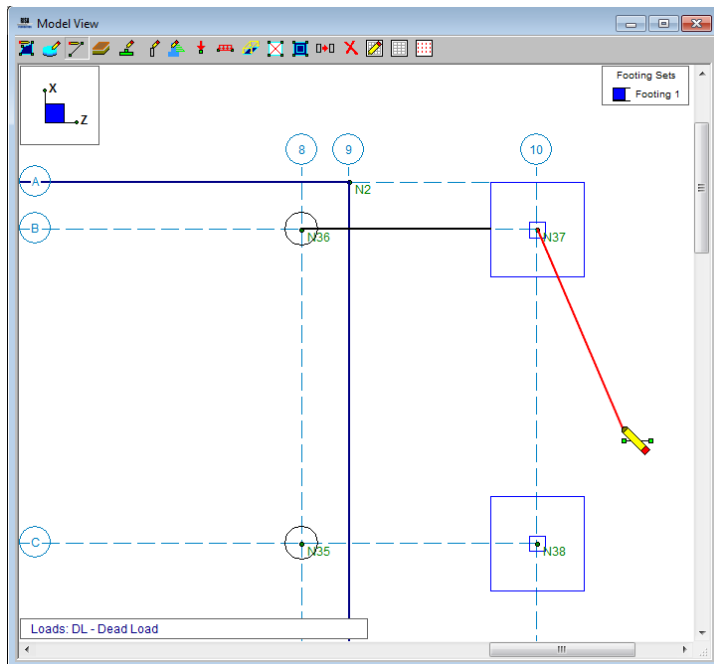 Model View
Footing Sets
Footing 1
X
Z
8
9
10
A
N2
B
N36
N37
C
N35
N38
Loads: DL - Dead Load